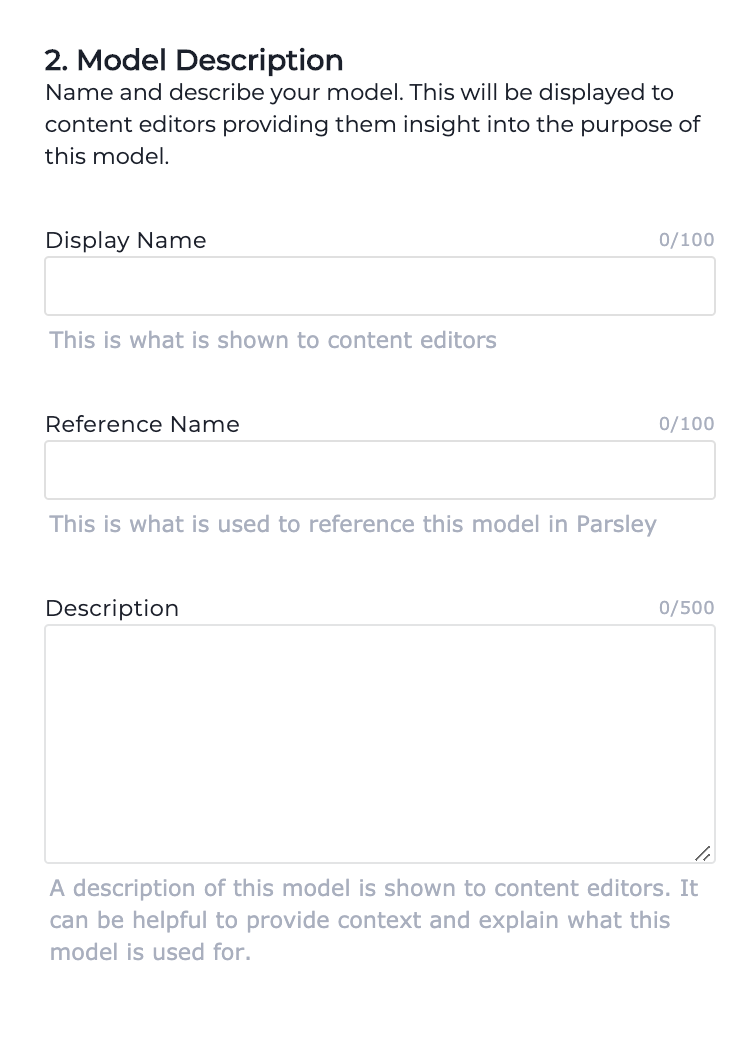 2. Model Description
Name and describe your model. This will be displayed to
content editors providing them insight into the purpose of
this model.
Display Name 0/100
This is what is shown to content editors
Reference Name 0/100
This is what is used to reference this model in Parsley
Description 0/500
A description of this model is shown to content editors. It
can be helpful to provide context and explain what this
model is used for.